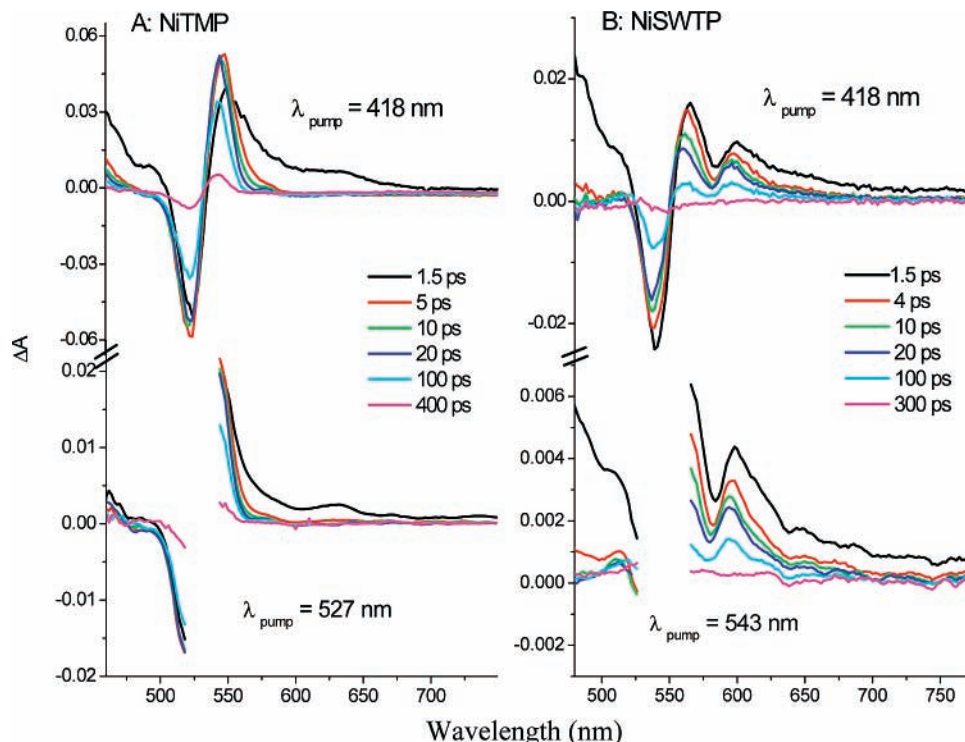 A: NiTMP
B: NiSWTP
0.06
0.03
0.00
-0.03
-0.06
0.02
0.01
0.00
-0.01
-0.02
ΔA
λ pump = 418 nm
1.5 ps
5 ps
10 ps
20 ps
100 ps
400 ps
λ pump = 527 nm
500 550 600 650 700
0.02
0.00
-0.02
0.006
0.004
0.002
0.000
-0.002
λ pump = 418 nm
1.5 ps
4 ps
10 ps
20 ps
100 ps
300 ps
λ pump = 543 nm
500 550 600 650 700 750
Wavelength (nm)